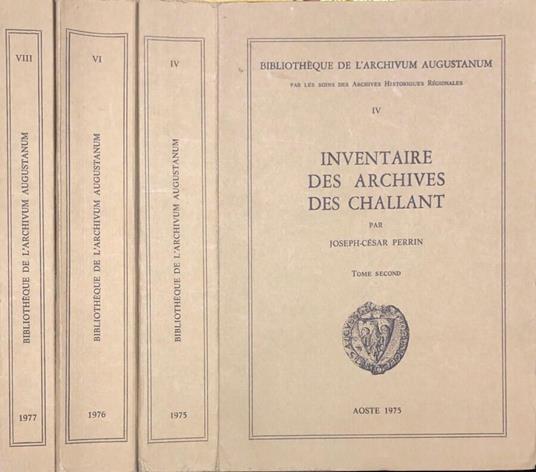 VIII
BIBLIOTHÈQUE DE L'ARCHIVUM AUGUSTANUM
1977
VI
BIBLIOTHÈQUE DE L'ARCHIVUM AUGUSTANUM
1976
IV
BIBLIOTHÈQUE DE L'ARCHIVUM AUGUSTANUM
1975
BIBLIOTHÈQUE DE L'ARCHIVUM AUGUSTANUM
PAR LES SOINS DES ARCHIVES HISTORIQUES RÉGIONALES
IV
INVENTAIRE
DES ARCHIVES
DES CHALLANT
PAR
JOSEPH-CÉSAR PERRIN
TOME SECOND
AOSTE 1975